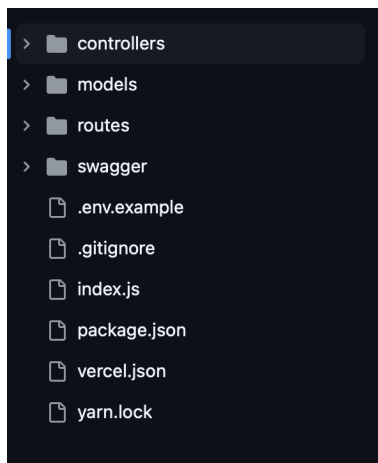 controllers
models
routes
swagger
.env.example
.gitignore
index.js
package.json
vercel.json
yarn.lock